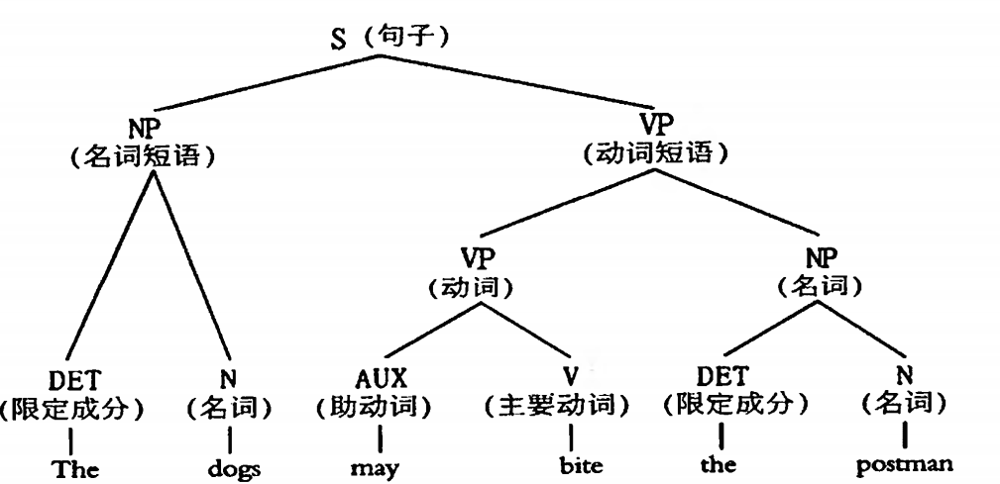 S (句子)
NP VP
(名词短语) (动词短语)
VP NP
(动词) (名词)
DET N AUX V DET N
(限定成分) (名词) (助动词) (主要动词) (限定成分) (名词)
The dogs may bite the postman